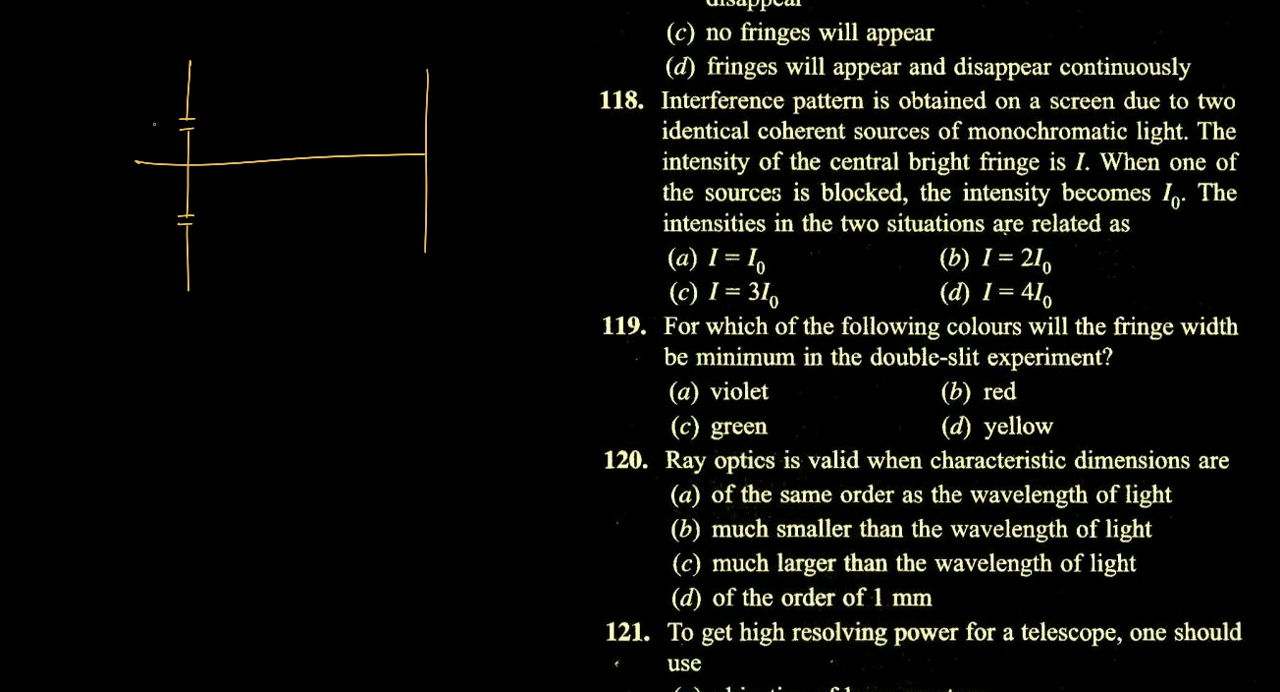 (c) no fringes will appear
(d) fringes will appear and disappear continuously
118. Interference pattern is obtained on a screen due to two
identical coherent sources of monochromatic light. The
intensity of the central bright fringe is I. When one of
the sources is blocked, the intensity becomes I₀. The
intensities in the two situations are related as
(a) I = I₀ (b) I = 2I₀
(c) I = 3I₀ (d) I = 4I₀
119. For which of the following colours will the fringe width
be minimum in the double-slit experiment?
(a) violet (b) red
(c) green (d) yellow
120. Ray optics is valid when characteristic dimensions are
(a) of the same order as the wavelength of light
(b) much smaller than the wavelength of light
(c) much larger than the wavelength of light
(d) of the order of 1 mm
121. To get high resolving power for a telescope, one should
use